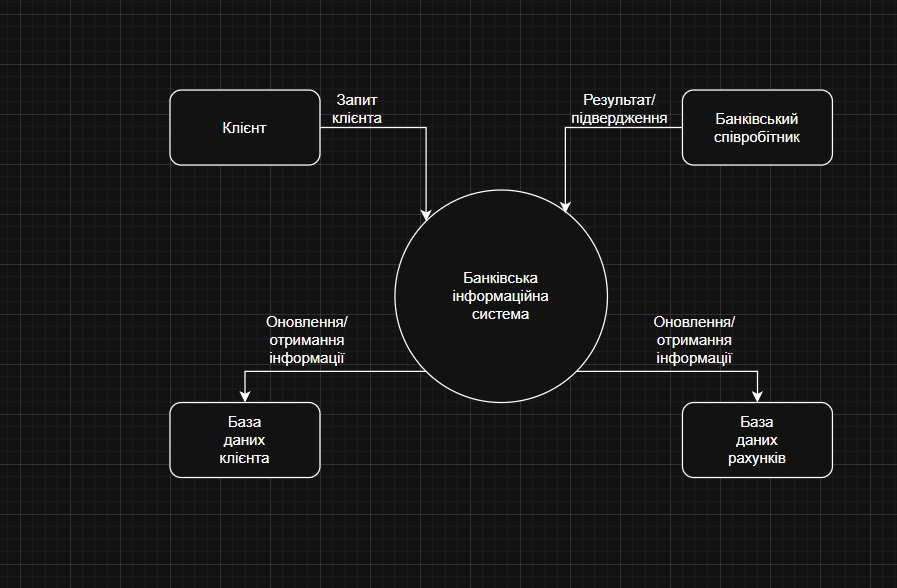 Клієнт
Запит
клієнта
Результат/
підвердження
Банківський
співробітник
Банківська
інформаційна
система
Оновлення/
отримання
інформації
Оновлення/
отримання
інформації
База
даних
клієнта
База
даних
рахунків